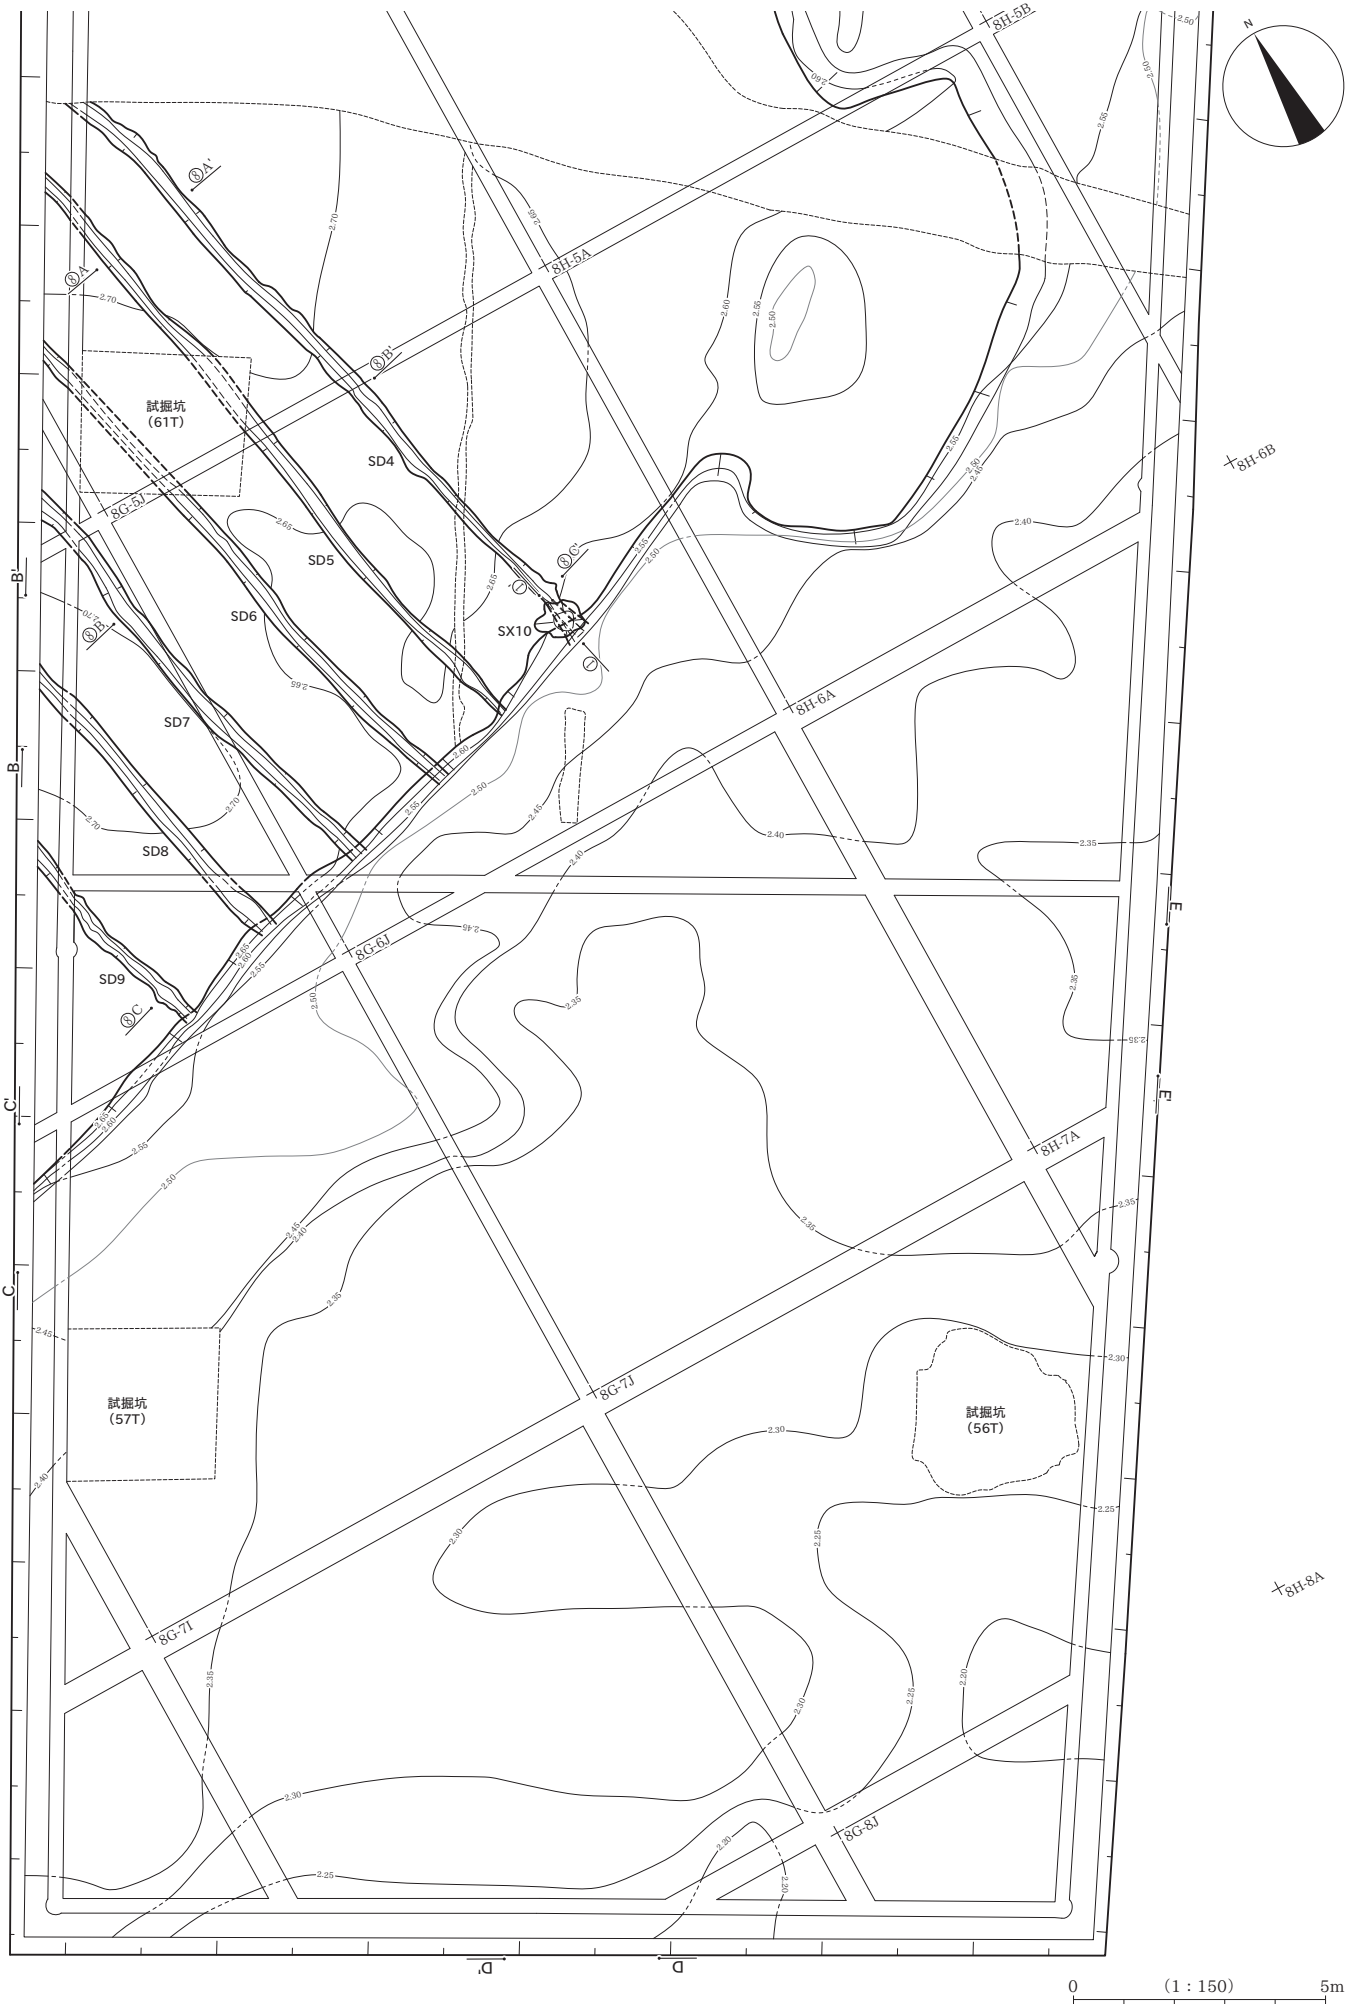 8H-5B
N
2.50
2.60
2.50
2.55
⑧A'
2.70
2.65
8H-5A
⑧A
2.70
2.60
2.55
2.50
⑧B'
試掘坑
（61T）
SD4
2.55
2.50
2.45
8H-6B
8G-5J
2.65
2.40
SD5
2.55
2.50
⑧C'
B'
2.65
①
2.70
SD6
⑧B
SX10
①
2.65
SD7
8H-6A
2.60
B
2.50
2.70
2.55
2.45
2.70
2.40
2.35
SD8
2.40
E
2.45
2.65
2.60
2.55
8G-6J
SD9
2.50
2.35
2.35
⑧C
2.35
C'
E'
2.65
2.60
2.55
8H-7A
2.50
2.35
2.35
2.45
2.40
C
2.35
2.45
2.30
8G-7J
試掘坑
（57T）
試掘坑
（56T）
2.30
2.40
2.25
2.30
2.25
8H-8A
8G-7I
2.35
2.20
2.25
2.30
2.30
8G-8J
2.20
2.25
2.20
D'
D
0
(1 : 150)
5m